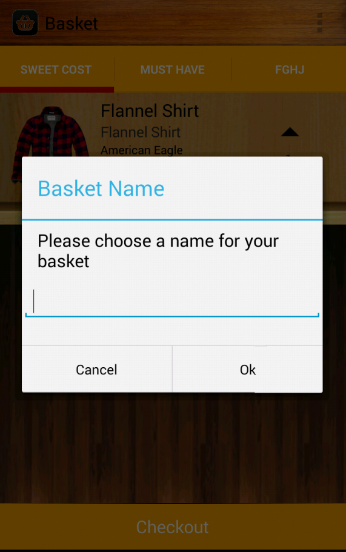 Basket
SWEET COST MUST HAVE FGHJ
Flannel Shirt
Flannel Shirt
American Eagle
Basket Name
Please choose a name for your
basket
Cancel Ok
Checkout